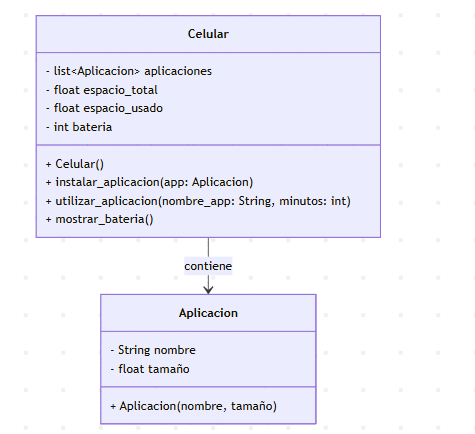 Celular
- list<Aplicacion> aplicaciones
- float espacio_total
- float espacio_usado
- int bateria
+ Celular()
+ instalar_aplicacion(app: Aplicacion)
+ utilizar_aplicacion(nombre_app: String, minutos: int)
+ mostrar_bateria()
contiene
Aplicacion
- String nombre
- float tamaño
+ Aplicacion(nombre, tamaño)